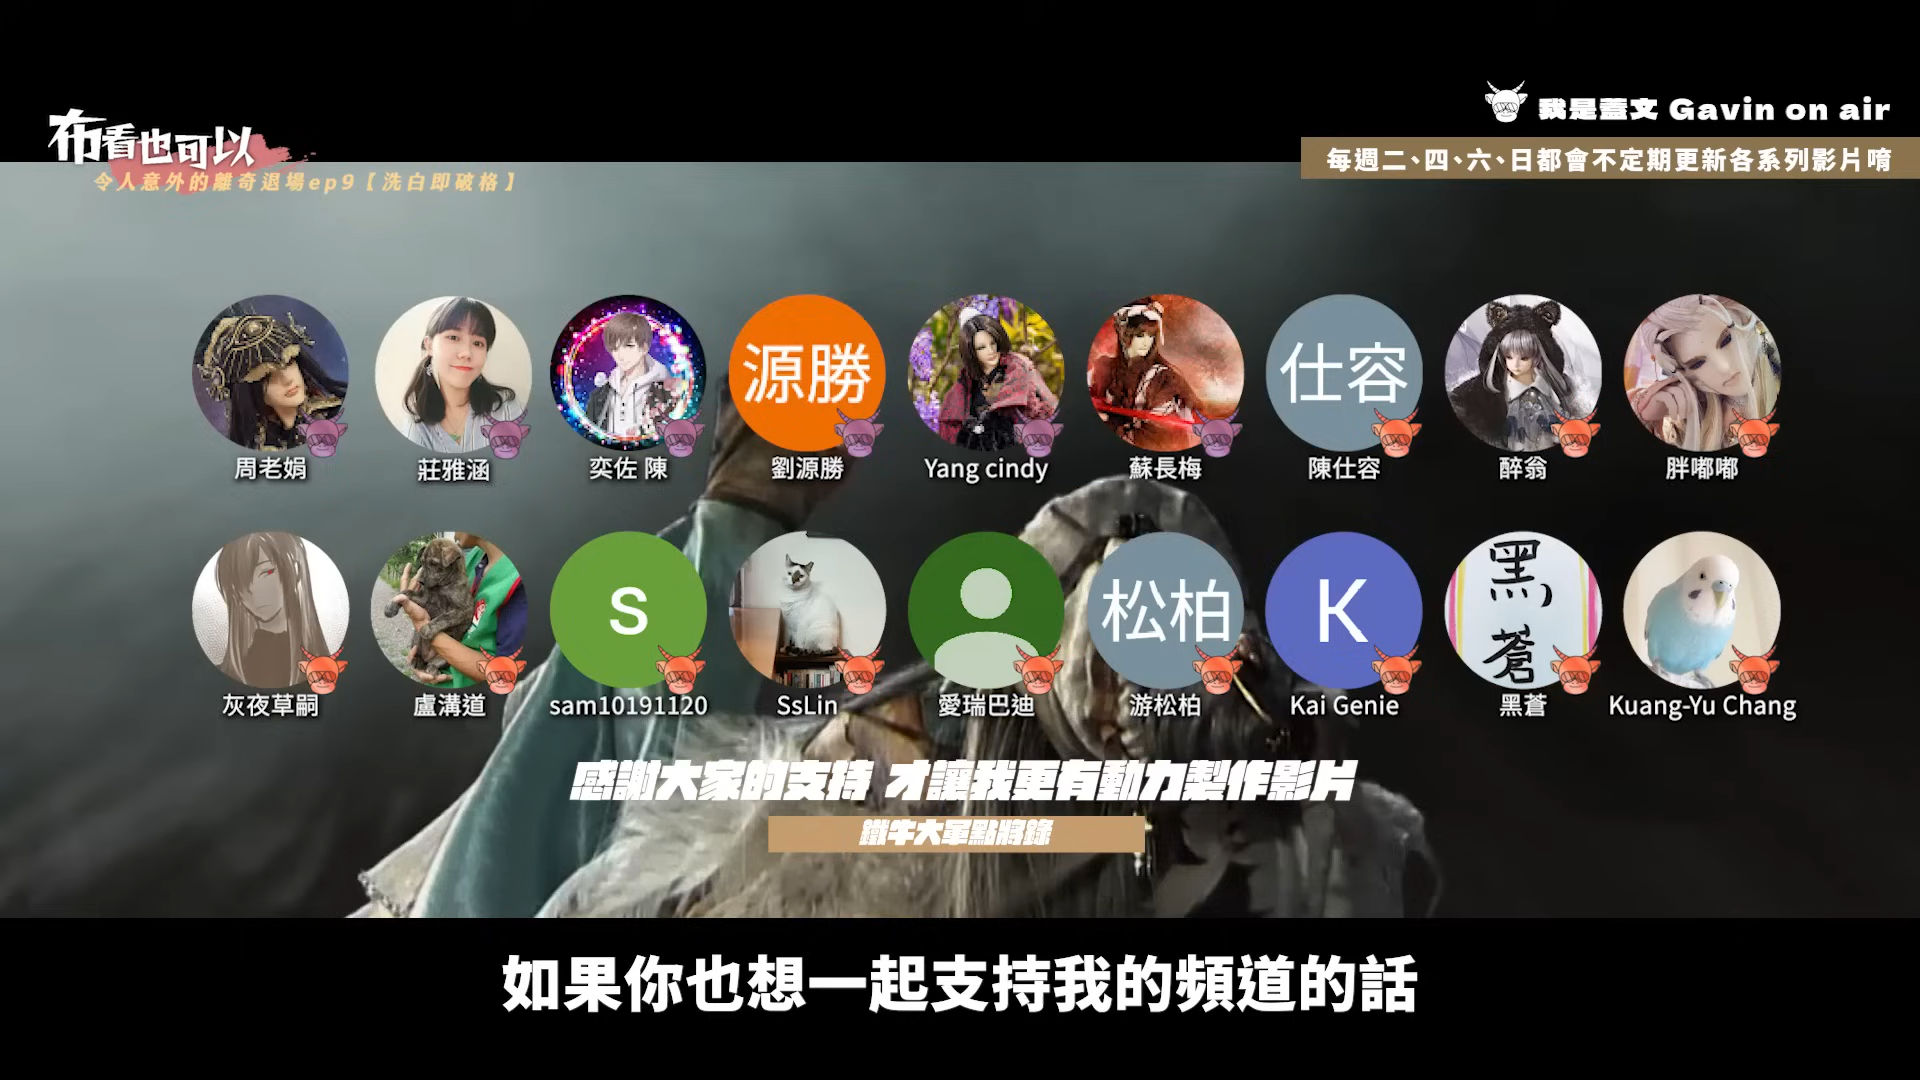 我是蓋文 Gavin on air
每週二、四、六、日都會不定期更新各系列影片唷
布看也可以
令人意外的離奇退場ep9【洗白即破格】
源勝
仕容
周老娟
莊雅涵
奕佐 陳
劉源勝
Yang cindy
蘇長梅
陳仕容
醉翁
胖嘟嘟
s
松柏
K
黑
蒼
灰夜草嗣
盧溝道
sam10191120
SsLin
愛瑞巴迪
游松柏
Kai Genie
黑蒼
Kuang-Yu Chang
感謝大家的支持 才讓我更有動力製作影片
鐵牛大軍點將錄
如果你也想一起支持我的頻道的話